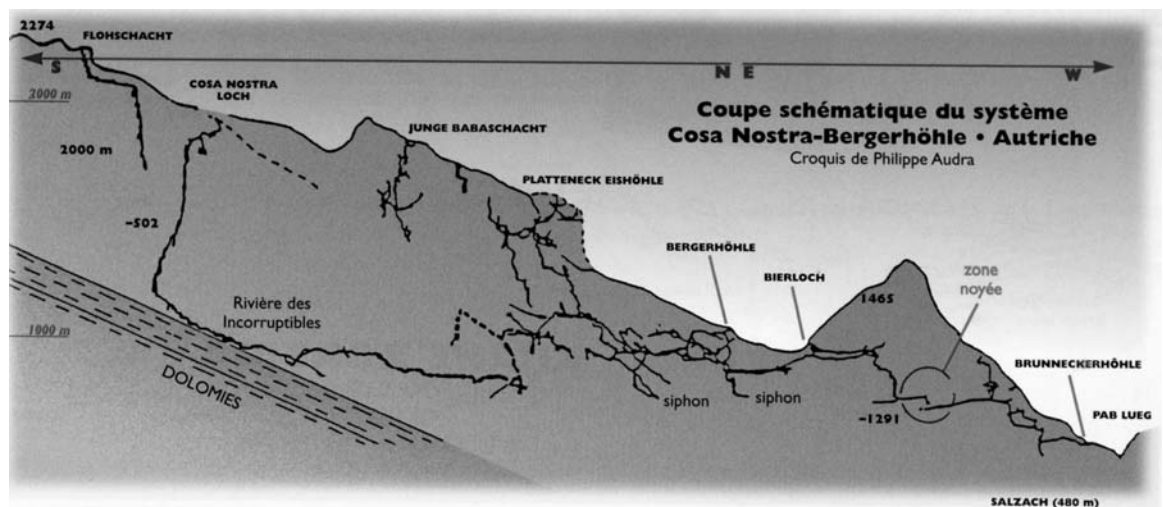 2274
FLOHSCHACHT
S
N E
W
COSA NOSTRA
LOCH
2000 m
Coupe schématique du système
Cosa Nostra-Bergerhöhle • Autriche
Croquis de Philippe Audra
JUNGE BABASCHACHT
2000 m
PLATTENECK EISHÖHLE
-502
BERGERHÖHLE
BIERLOCH
zone
noyée
1465
Rivière des
Incorruptibles
1000 m
BRUNNECKERHÖHLE
DOLOMIES
siphon
siphon
-1291
PAB LUEG
SALZACH (480 m)